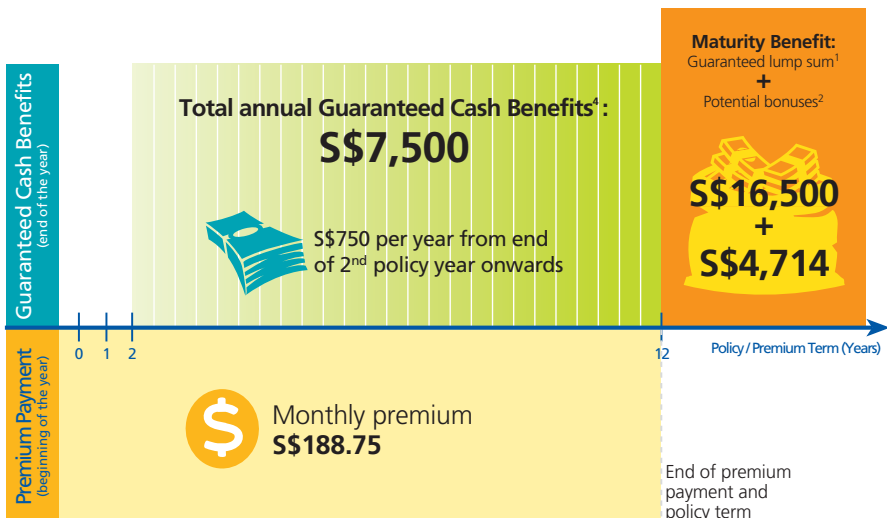 Guaranteed Cash Benefits
(end of the year)
Total annual Guaranteed Cash Benefits⁴:
S$7,500
S$750 per year from end
of 2nd policy year onwards
Maturity Benefit:
Guaranteed lump sum¹
+
Potential bonuses²
S$16,500
+
S$4,714
0 1 2 12 Policy/Premium Term (Years)
Premium Payment
(beginning of the year)
$
Monthly premium
S$188.75
End of premium
payment and
policy term